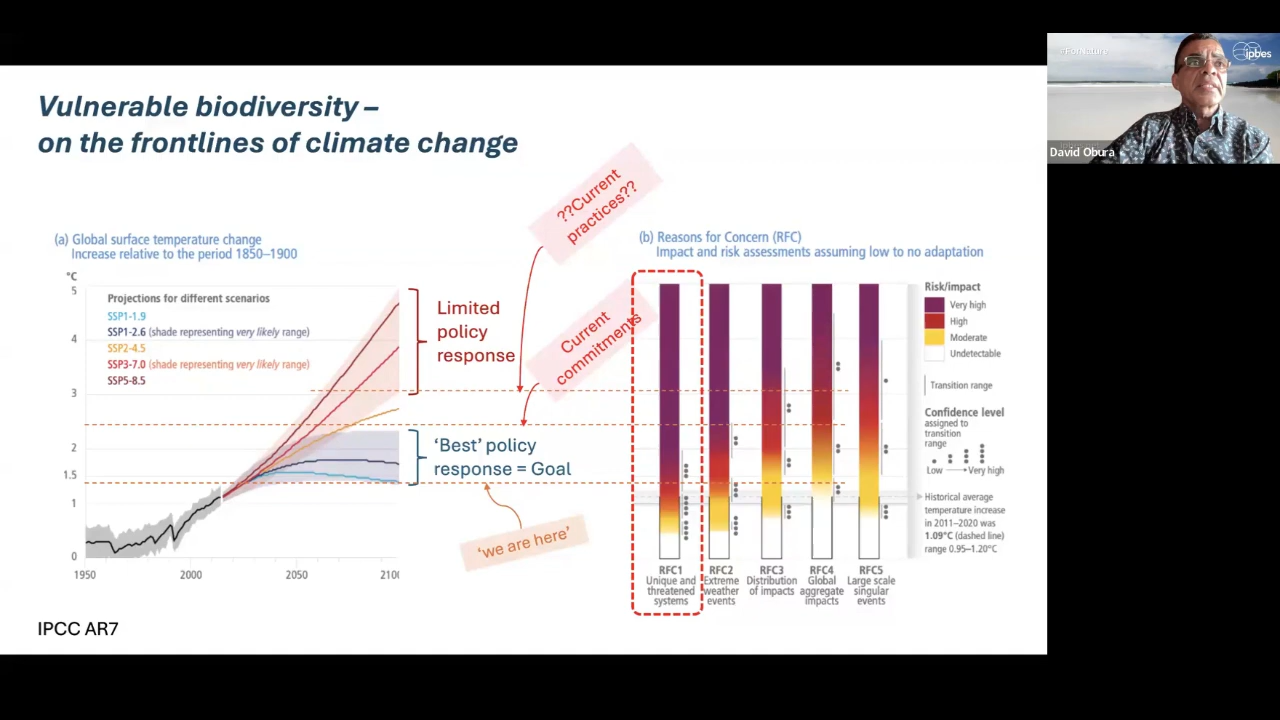 Vulnerable biodiversity –
on the frontlines of climate change
#ForNature
ipbes
David Obura
??Current
practices??
(a) Global surface temperature change
Increase relative to the period 1850–1900
°C
5
4
3
2
1.5
1
0
Projections for different scenarios
SSP1-1.9
SSP1-2.6 (shade representing very likely range)
SSP2-4.5
SSP3-7.0 (shade representing very likely range)
SSP5-8.5
1950
2000
2050
2100
Limited
policy
response
Current
commitments
‘Best’ policy
response = Goal
‘we are here’
(b) Reasons for Concern (RFC)
Impact and risk assessments assuming low to no adaptation
Risk/impact
Very high
High
Moderate
Undetectable
Transition range
Confidence level
assigned to
transition
range
Low
Very high
Historical average
temperature increase
in 2011–2020 was
1.09°C (dashed line)
range 0.95–1.20°C
RFC1
Unique and
threatened
systems
RFC2
Extreme
weather
events
RFC3
Distribution
of impacts
RFC4
Global
aggregate
impacts
RFC5
Large scale
singular
events
IPCC AR7